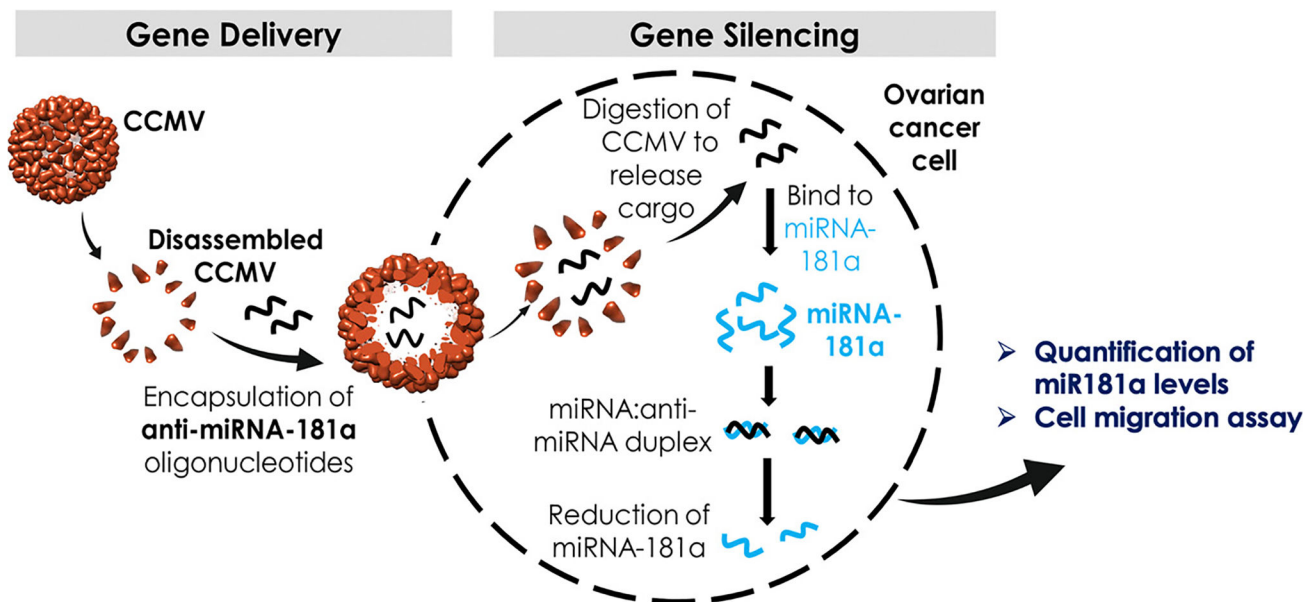 Gene Delivery
Gene Silencing
CCMV
Disassembled
CCMV
Encapsulation of
anti-miRNA-181a
oligonucleotides
Digestion of
CCMV to
release
cargo
Ovarian
cancer
cell
Bind to
miRNA-
181a
miRNA-
181a
miRNA:anti-
miRNA duplex
Reduction of
miRNA-181a
➢ Quantification of
miR181a levels
➢ Cell migration assay